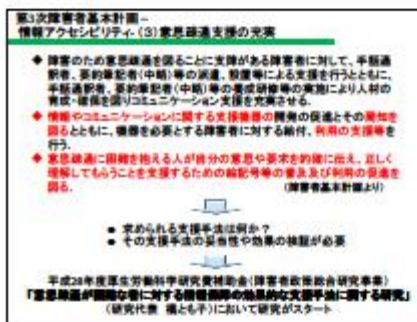 第3次障害者基本計画－
情報アクセシビリティ-（3）意思疎通支援の充実
◆ 障害のため意思疎通を図ることに支障がある障害者に対して、手話通
訳者、要約筆記者（中略）等の派遣、設置等による支援を行うとともに、
手話通訳者、要約筆記者（中略）等の養成研修等の実施により人材の
育成・確保を図りコミュニケーション支援を充実させる。
◆ 情報やコミュニケーションに関する支援機器の開発の促進とその周知を
図るとともに、機器を必要とする障害者に対する給付、利用の支援等を
行う。
◆ 意思疎通に困難を抱える人が自分の意思や要求を的確に伝え、正しく
理解してもらうことを支援するための絵記号等の普及及び利用の促進を
図る。
（障害者基本計画より）
● 求められる支援手法は何か？
● その支援手法の妥当性や効果の検証が必要
平成28年度厚生労働科学研究費補助金（障害者政策総合研究事業）
「意思疎通が困難な者に対する情報保障の効果的な支援手法に関する研究」
（研究代表 橋とも子）において研究がスタート